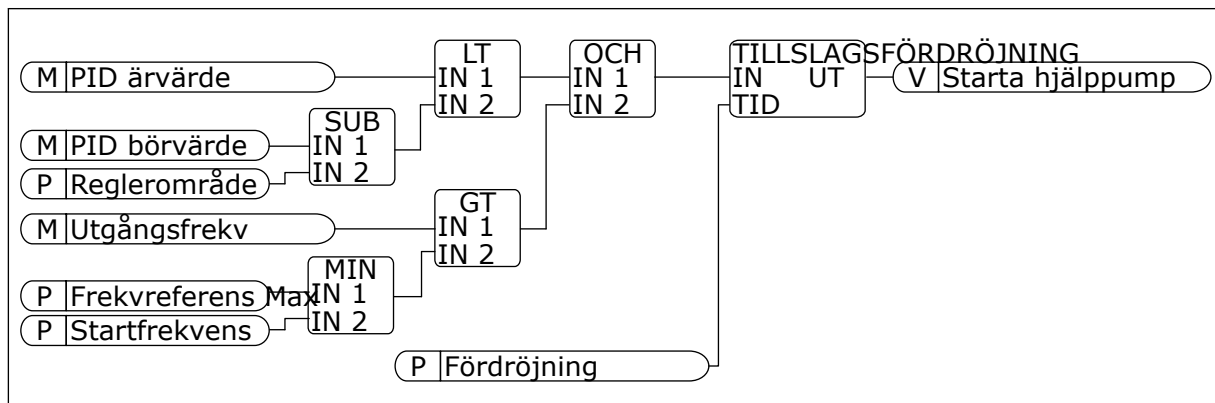 LT
OCH
TILLSLAGSFÖRDRÖJNING
M PID ärvärde
IN 1
IN 1
IN UT
V Starta hjälppump
IN 2
IN 2
TID
SUB
M PID börvärde
IN 1
IN 2
P Reglerområde
GT
M Utgångsfrekv
IN 1
IN 2
MIN
P Frekvreferens Max
IN 1
P Startfrekvens
IN 2
P Fördröjning